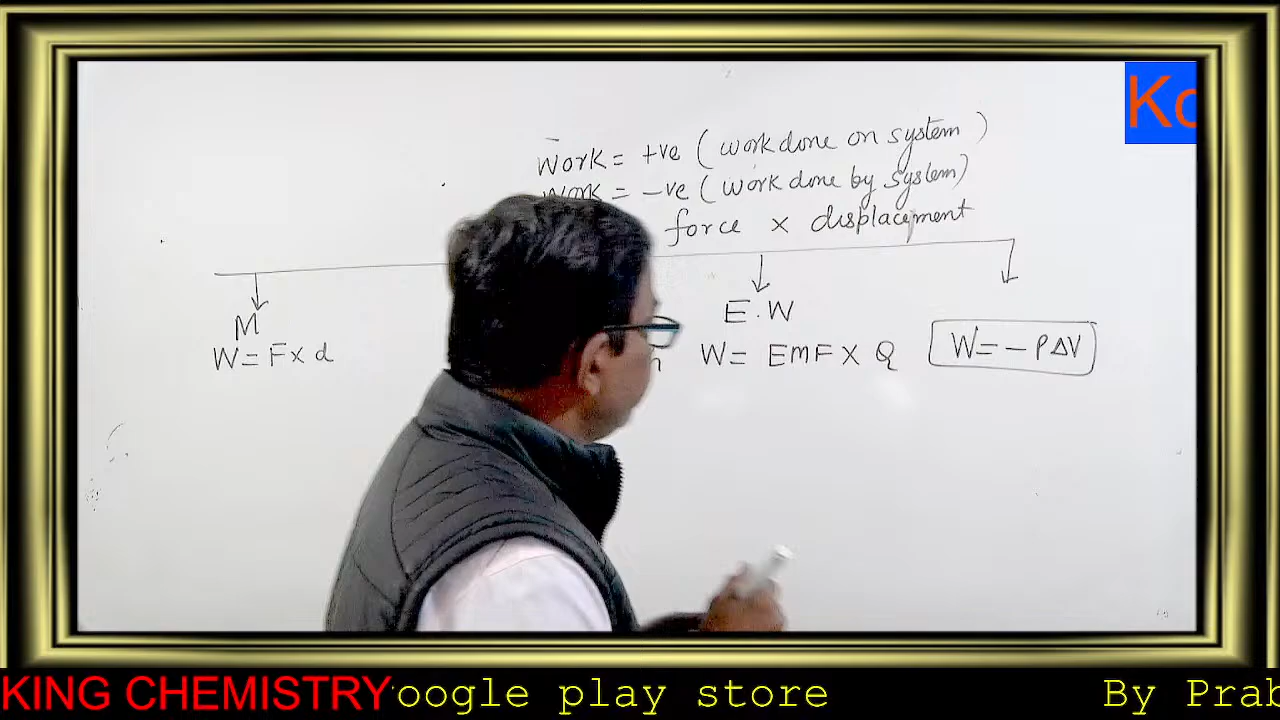 Work = +ve (work done on system)
Work = -ve (work done by system)
force × displacement
M
W = F × d
E.W
W = EMF × Q
W = - PΔV
KING CHEMISTRY
oogle play store
By Prab